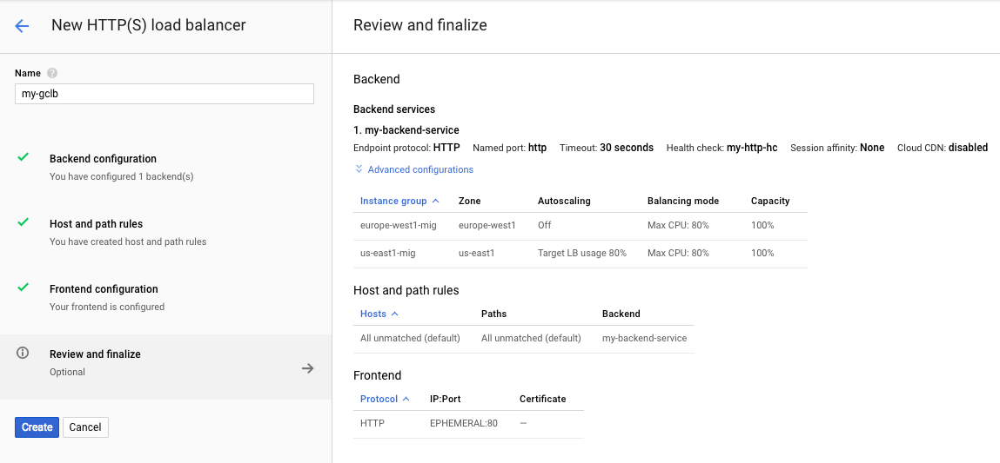 New HTTP(S) load balancer
Name
my-gclb
Backend configuration
You have configured 1 backend(s)
Host and path rules
You have created host and path rules
Frontend configuration
Your frontend is configured
Review and finalize
Optional
Create Cancel
Review and finalize
Backend
Backend services
1. my-backend-service
Endpoint protocol: HTTP Named port: http Timeout: 30 seconds Health check: my-http-hc Session affinity: None Cloud CDN: disabled
Advanced configurations
Instance group Zone Autoscaling Balancing mode Capacity
europe-west1-mig europe-west1 Off Max CPU: 80% 100%
us-east1-mig us-east1 Target LB usage 80% Max CPU: 80% 100%
Host and path rules
Hosts Paths Backend
All unmatched (default) All unmatched (default) my-backend-service
Frontend
Protocol IP:Port Certificate
HTTP EPHEMERAL:80 —